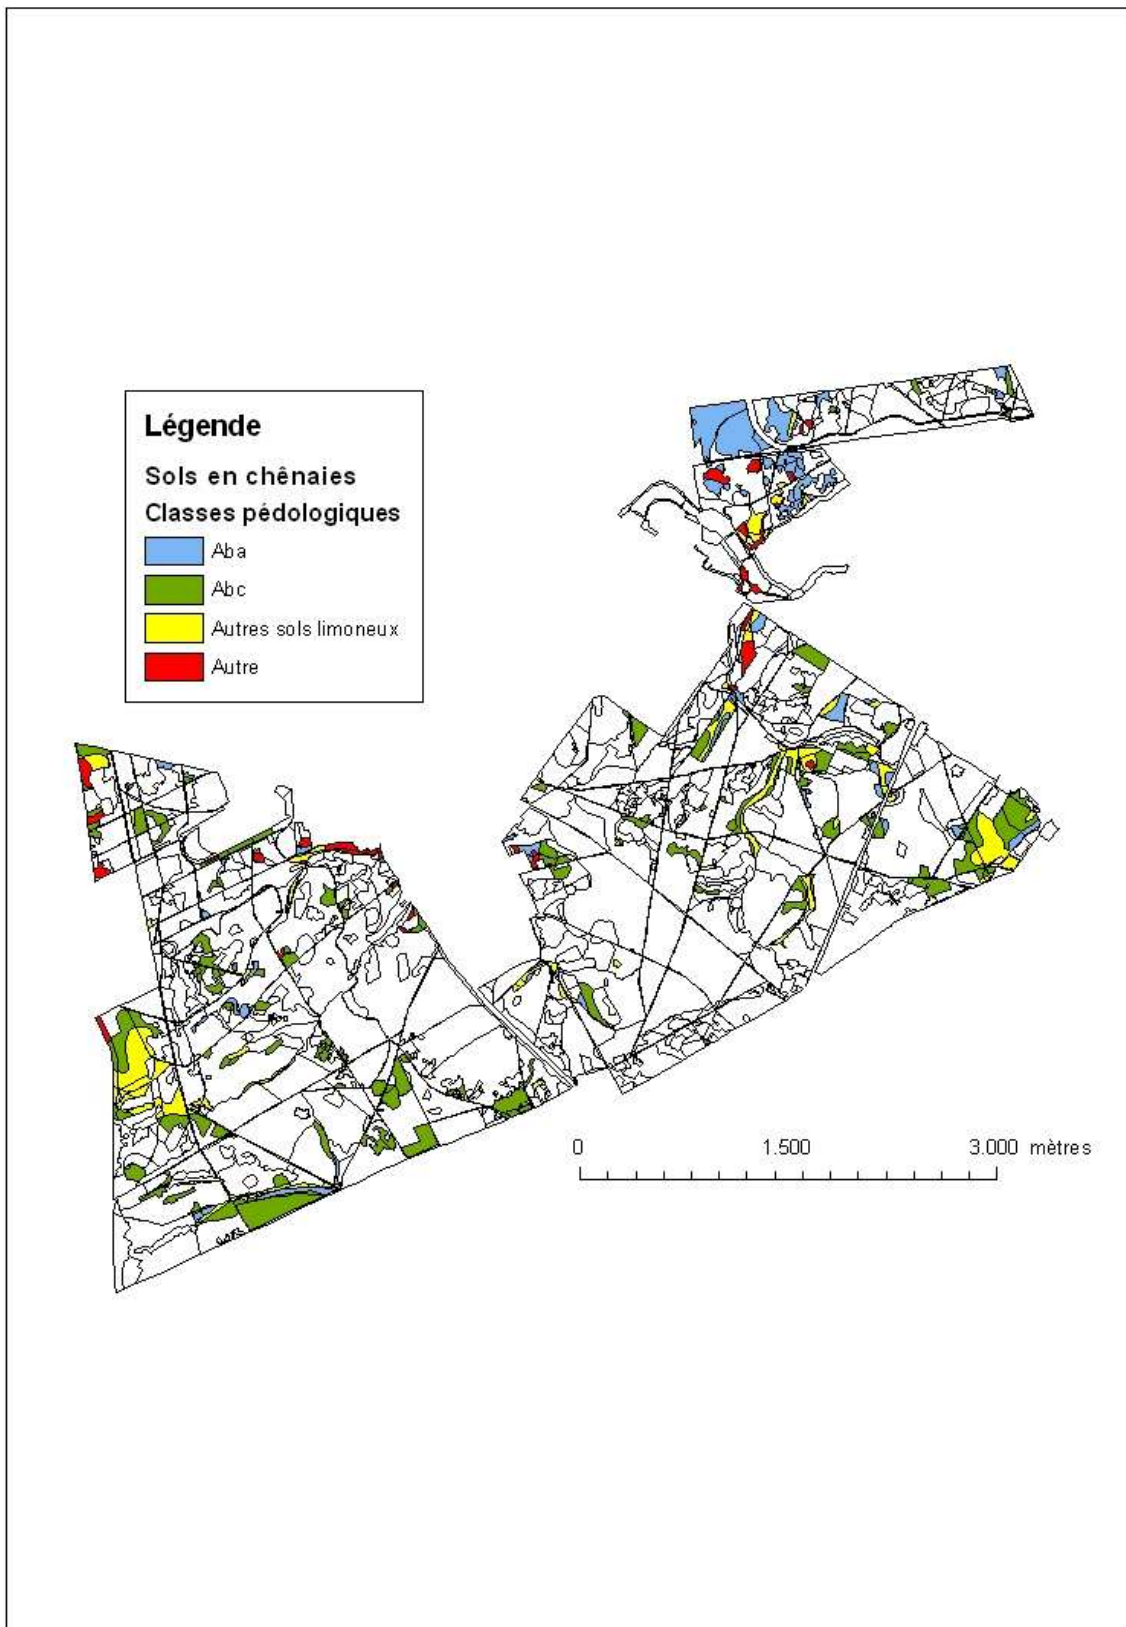 Légende
Sols en chênaies
Classes pédologiques
Aba
Abc
Autres sols limoneux
Autre
0 1.500 3.000 mètres